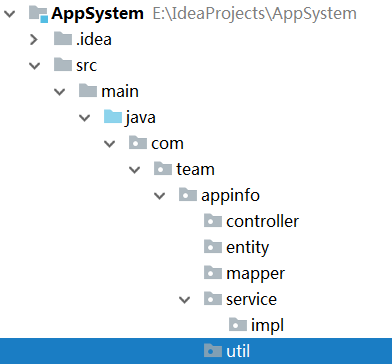 AppSystem E:\IdeaProjects\AppSystem
.idea
src
main
java
com
team
appinfo
controller
entity
mapper
service
impl
util